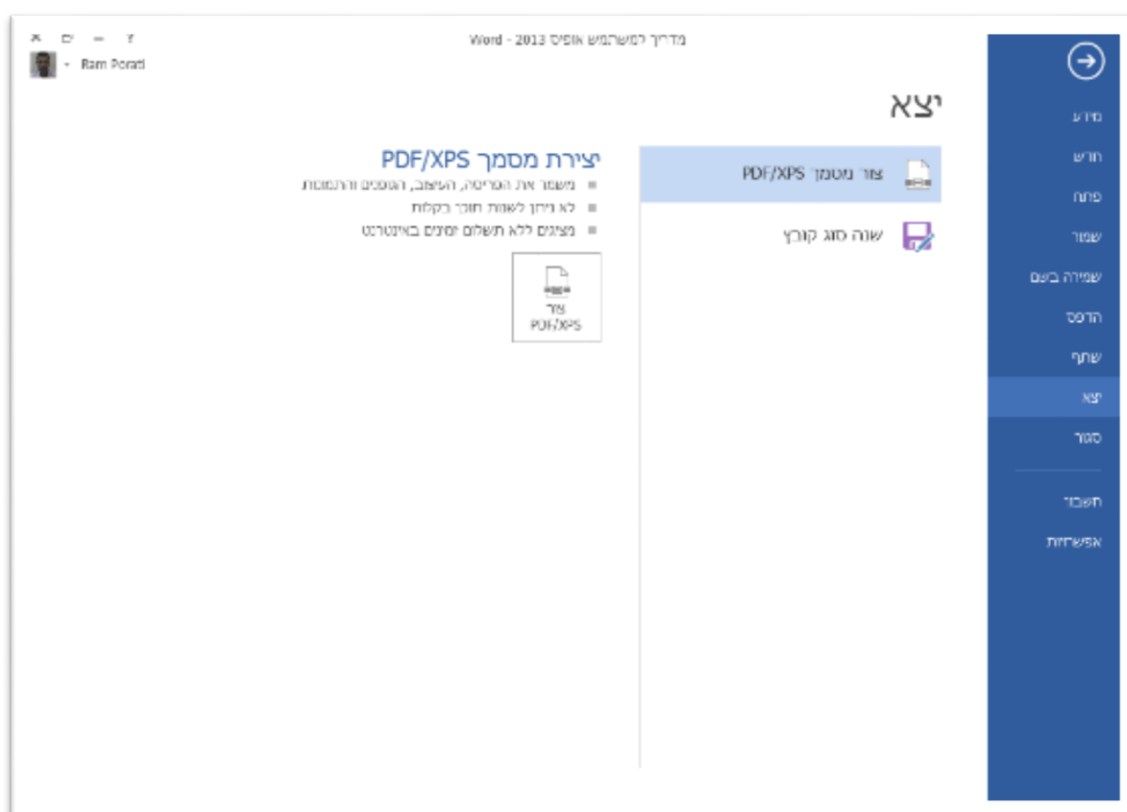 מדריך למשתמש אופיס 2013 - Word
Ram Porati
מידע
חדש
פתח
שמור
שמירה בשם
הדפס
שתף
יצא
סגור
חשבון
אפשרויות
יצא
צור מסמך PDF/XPS
שנה סוג קובץ
יצירת מסמך PDF/XPS
משמר את הפריסה, העיצוב, הגופנים והתמונות
לא ניתן לשנות תוכן בקלות
מציגים ללא תשלום זמינים באינטרנט
צור
PDF/XPS